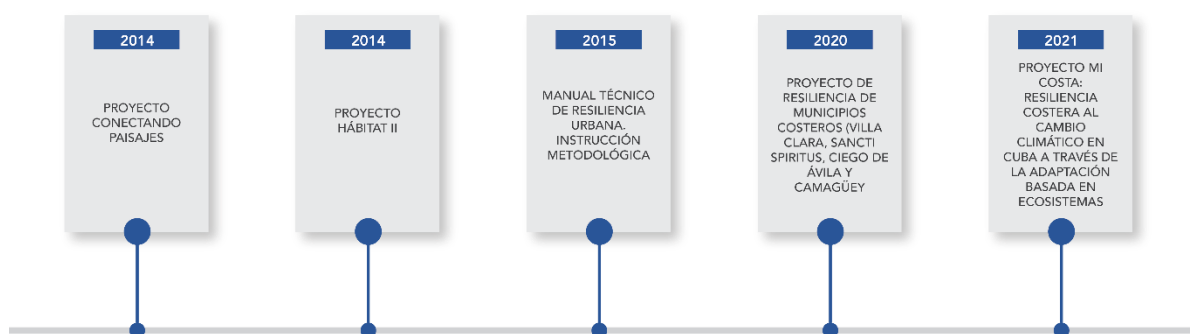 2014
PROYECTO
CONECTANDO
PAISAJES
2014
PROYECTO
HÁBITAT II
2015
MANUAL TÉCNICO
DE RESILIENCIA
URBANA.
INSTRUCCIÓN
METODOLÓGICA
2020
PROYECTO DE
RESILIENCIA DE
MUNICIPIOS
COSTEROS (VILLA
CLARA, SANCTI
SPIRITUS, CIEGO DE
ÁVILA Y
CAMAGÜEY
2021
PROYECTO MI
COSTA:
RESILIENCIA
COSTERA AL
CAMBIO
CLIMÁTICO EN
CUBA A TRAVÉS DE
LA ADAPTACIÓN
BASADA EN
ECOSISTEMAS